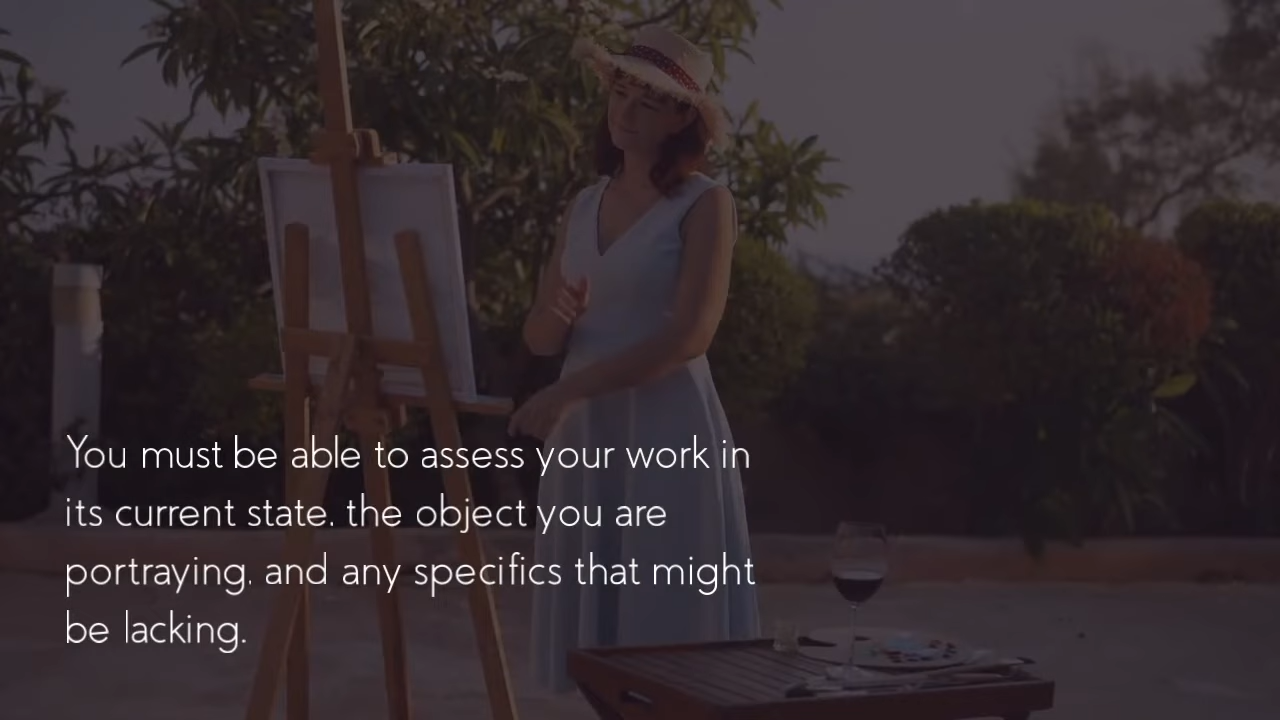 You must be able to assess your work in
its current state, the object you are
portraying, and any specifics that might
be lacking.